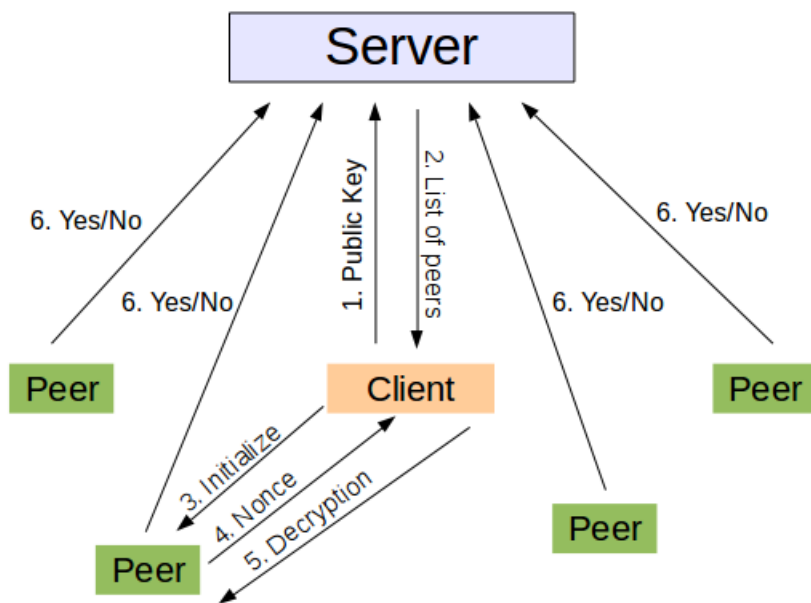 Server
6. Yes/No
6. Yes/No
1. Public Key
2. List of peers
6. Yes/No
6. Yes/No
Peer
Client
Peer
3. Initialize
4. Nonce
5. Decryption
Peer
Peer